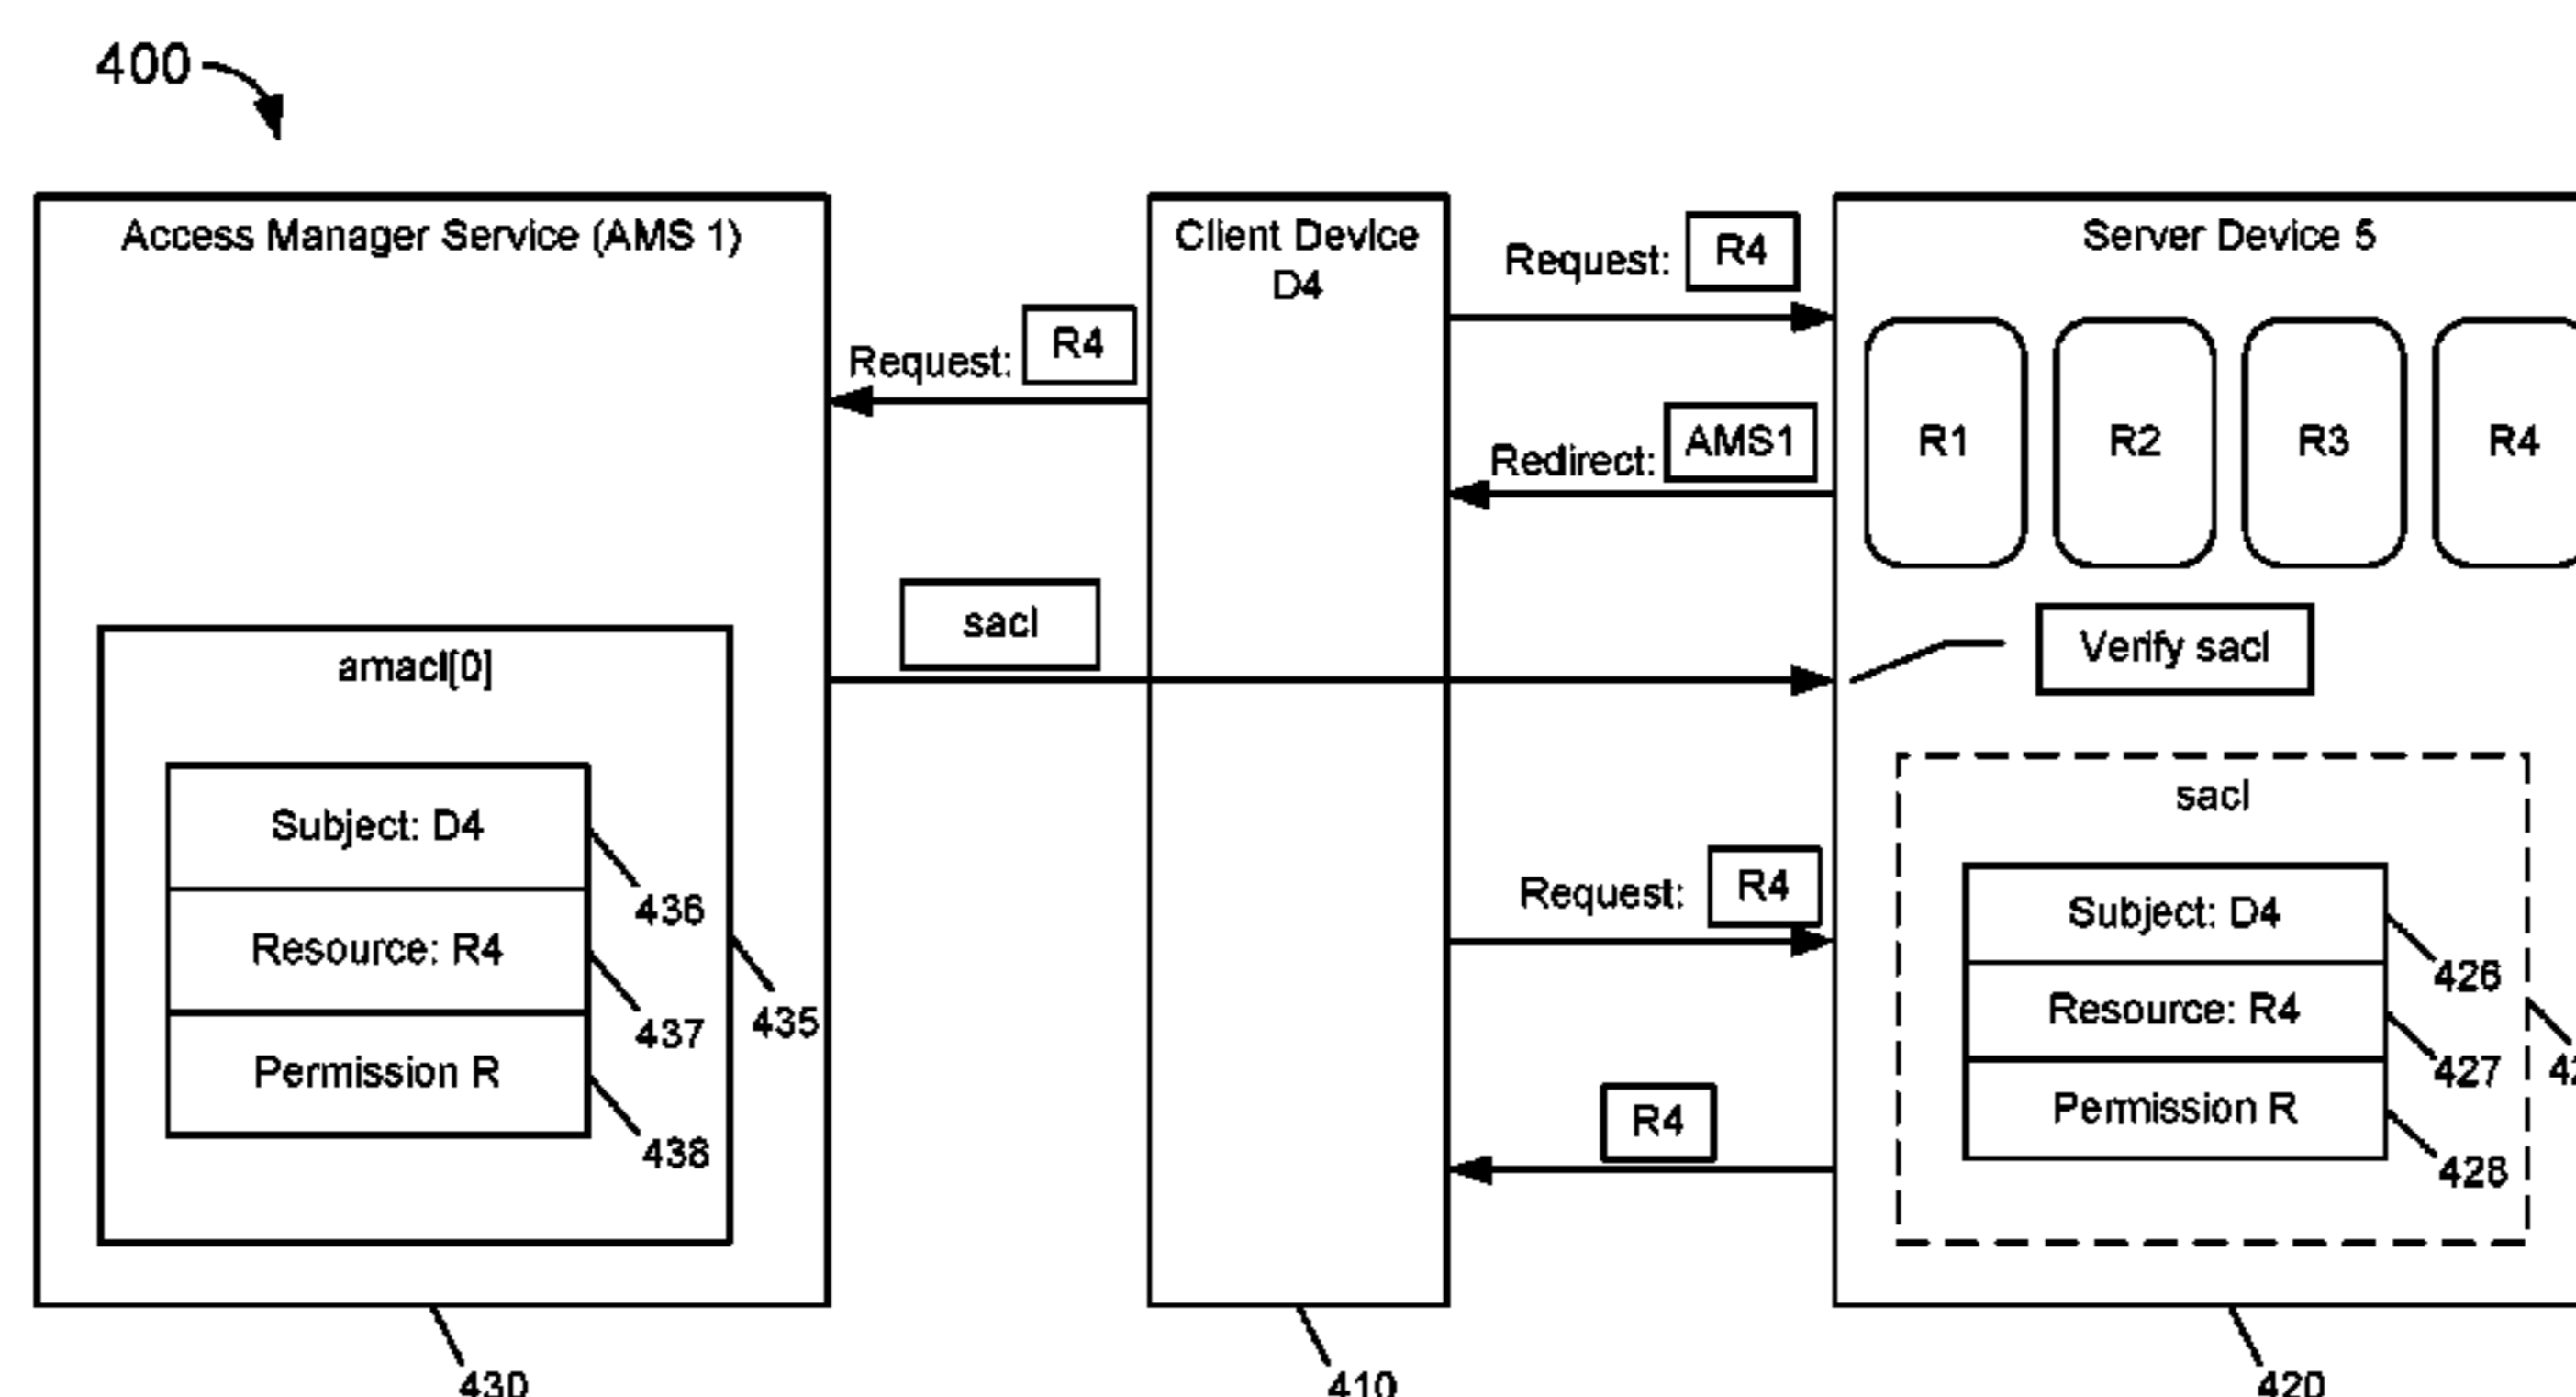 400
Access Manager Service (AMS 1)
Client Device
D4
Server Device 5
Request: R4
Request: R4
Redirect: AMS1
R1 R2 R3 R4
sacl
Verify sacl
amacl[0]
Subject: D4
436
Resource: R4
437
435
Permission R
438
sacl
Request: R4
Subject: D4
426
Resource: R4
427
Permission R
428
R4
430
410
420